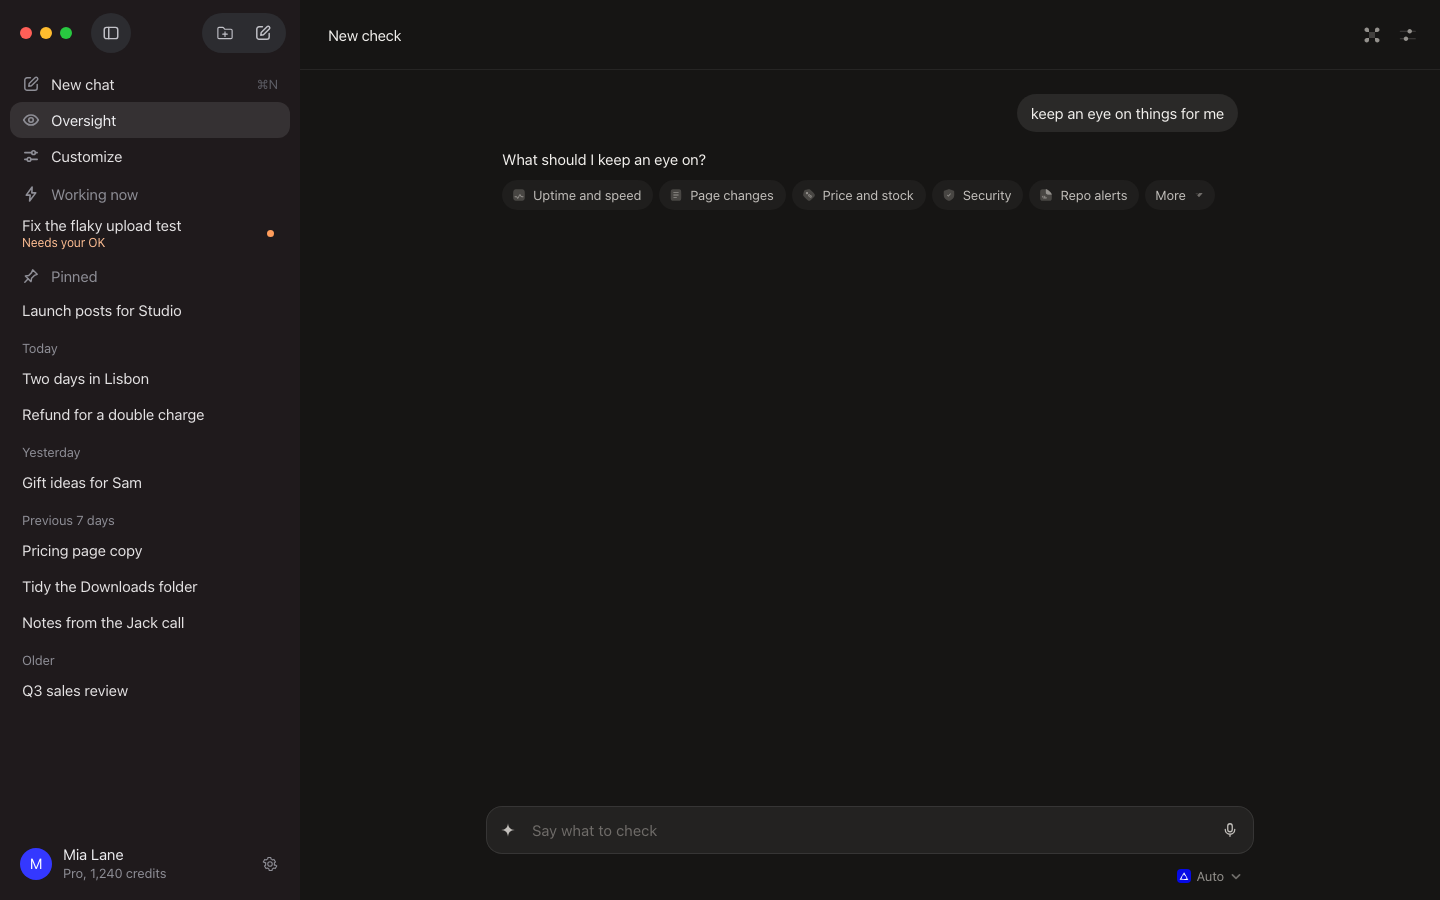 New check
New chat
⌘N
Oversight
Customize
Working now
Fix the flaky upload test
Needs your OK
Pinned
Launch posts for Studio
Today
Two days in Lisbon
Refund for a double charge
Yesterday
Gift ideas for Sam
Previous 7 days
Pricing page copy
Tidy the Downloads folder
Notes from the Jack call
Older
Q3 sales review
M
Mia Lane
Pro, 1,240 credits
keep an eye on things for me
What should I keep an eye on?
Uptime and speed Page changes Price and stock Security Repo alerts More
Say what to check
Auto